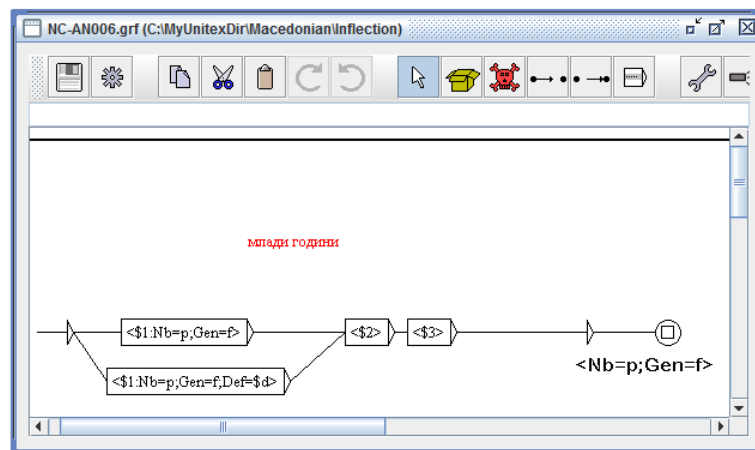 NC-AN006.grf (C:\MyUnitexDir\Macedonian\Inflection)
млади години
<$1:Nb=p;Gen=f>
<$2>
<$3>
<Nb=p;Gen=f>
<$1:Nb=p;Gen=f;Def=$d>